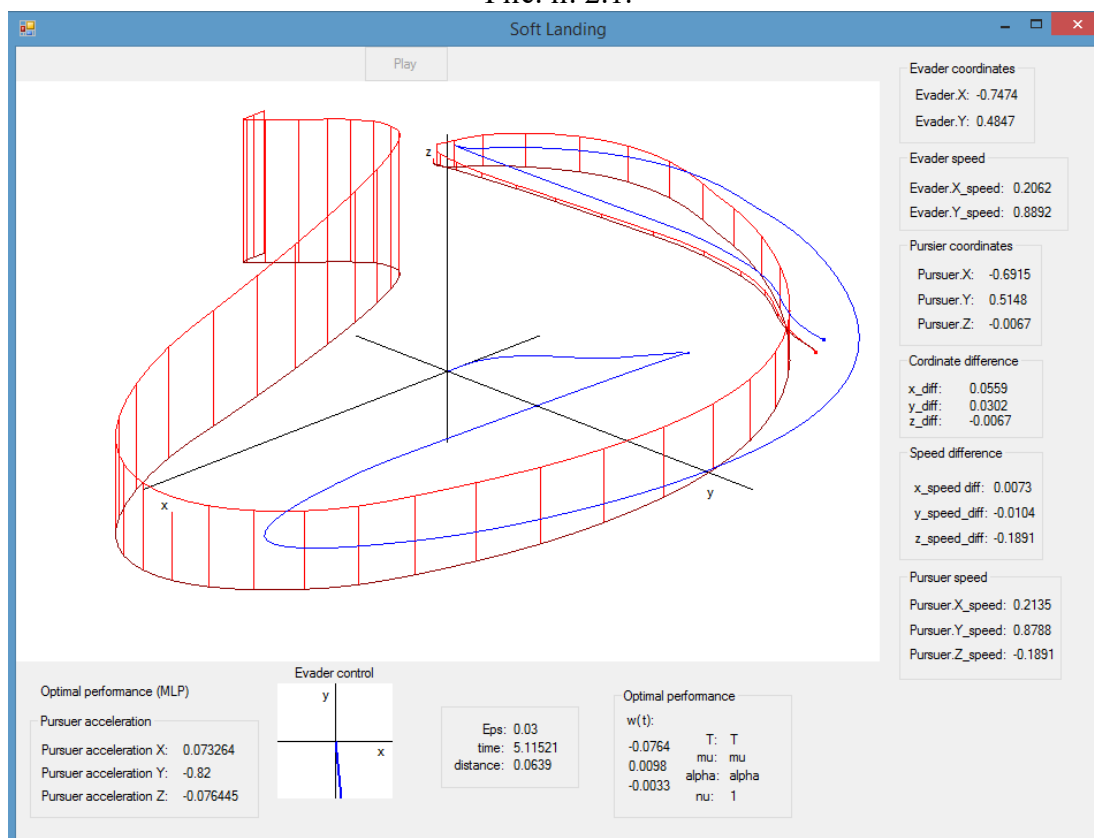 Рис. п. 2.1.
Soft Landing
Play
z
x
y
Evader coordinates
Evader.X: -0.7474
Evader.Y: 0.4847
Evader speed
Evader.X_speed: 0.2062
Evader.Y_speed: 0.8892
Pursier coordinates
Pursuer.X: -0.6915
Pursuer.Y: 0.5148
Pursuer.Z: -0.0067
Cordinate difference
x_diff: 0.0559
y_diff: 0.0302
z_diff: -0.0067
Speed difference
x_speed diff: 0.0073
y_speed_diff: -0.0104
z_speed_diff: -0.1891
Pursuer speed
Pursuer.X_speed: 0.2135
Pursuer.Y_speed: 0.8788
Pursuer.Z_speed: -0.1891
Optimal performance (MLP)
Pursuer acceleration
Pursuer acceleration X: 0.073264
Pursuer acceleration Y: -0.82
Pursuer acceleration Z: -0.076445
Evader control
y
x
Eps: 0.03
time: 5.11521
distance: 0.0639
Optimal performance
w(t):
-0.0764
0.0098
-0.0033
T: T
mu: mu
alpha: alpha
nu: 1